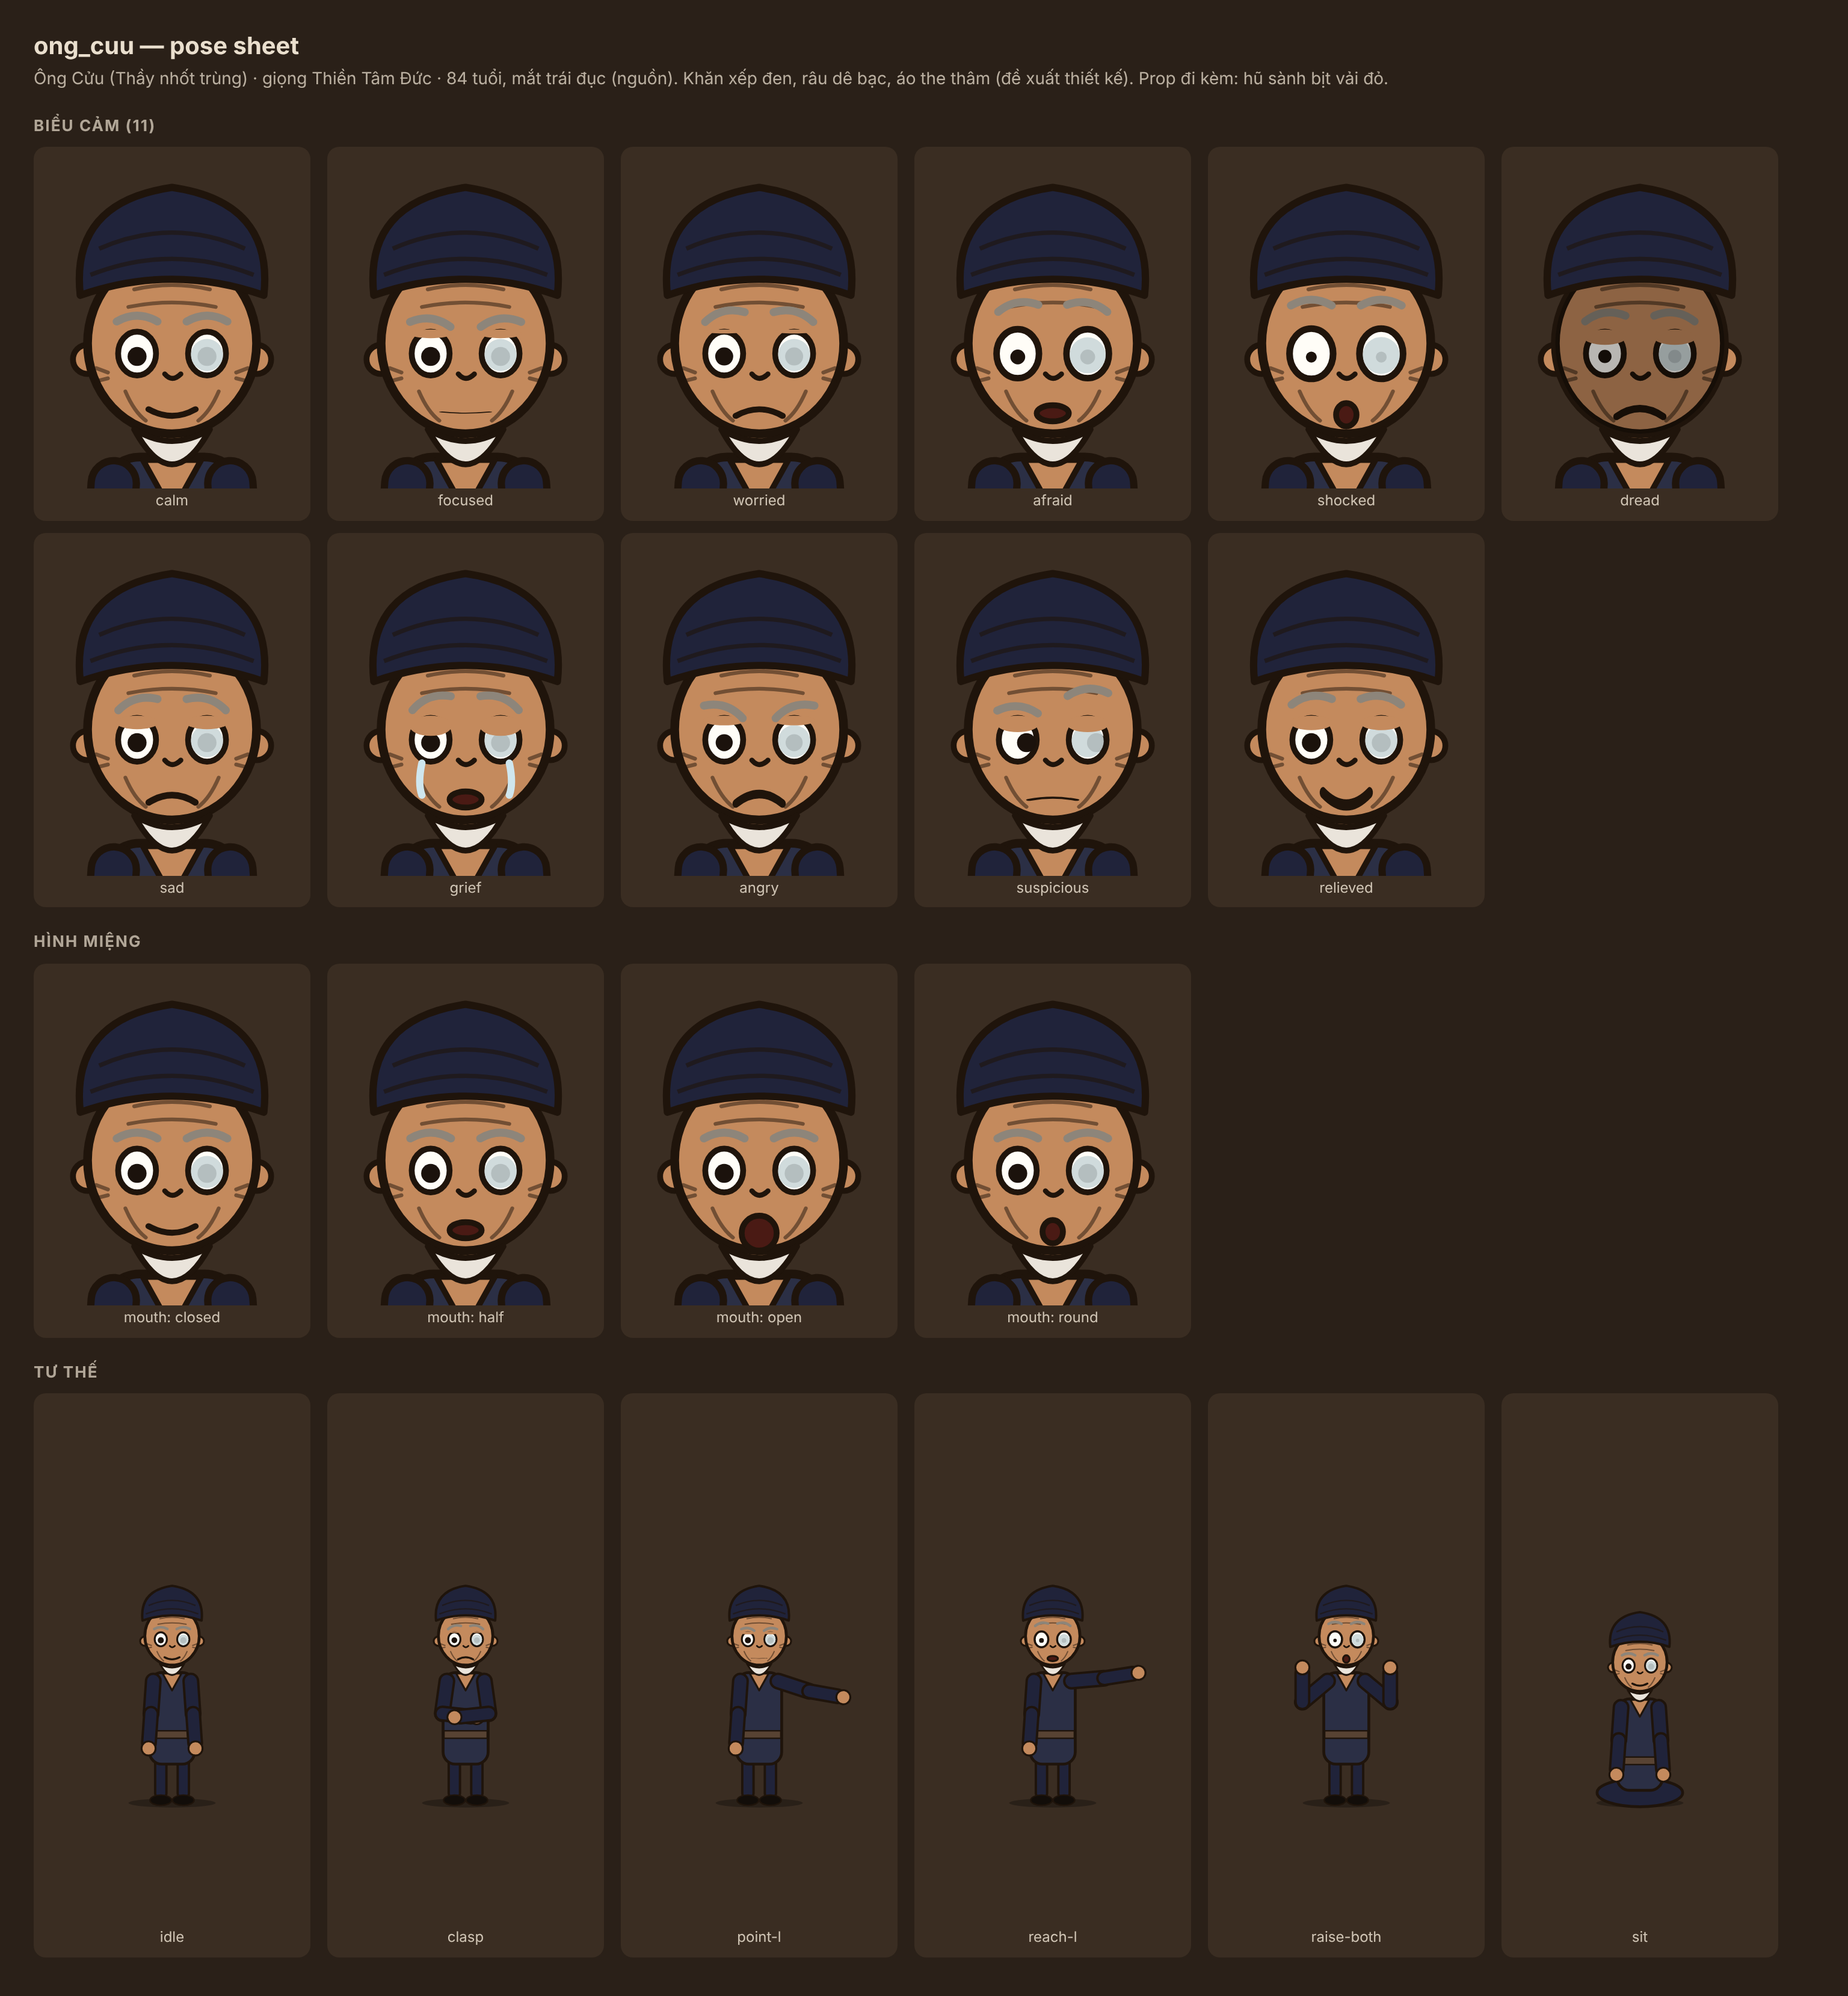 ong_cuu — pose sheet
Ông Cửu (Thầy nhốt trùng) · giọng Thiền Tâm Đức · 84 tuổi, mắt trái đục (nguồn). Khăn xếp đen, râu dê bạc, áo the thâm (đề xuất thiết kế). Prop đi kèm: hũ sành bịt vải đỏ.
BIỂU CẢM (11)
calm
focused
worried
afraid
shocked
dread
sad
grief
angry
suspicious
relieved
HÌNH MIỆNG
mouth: closed
mouth: half
mouth: open
mouth: round
TƯ THẾ
idle
clasp
point-l
reach-l
raise-both
sit